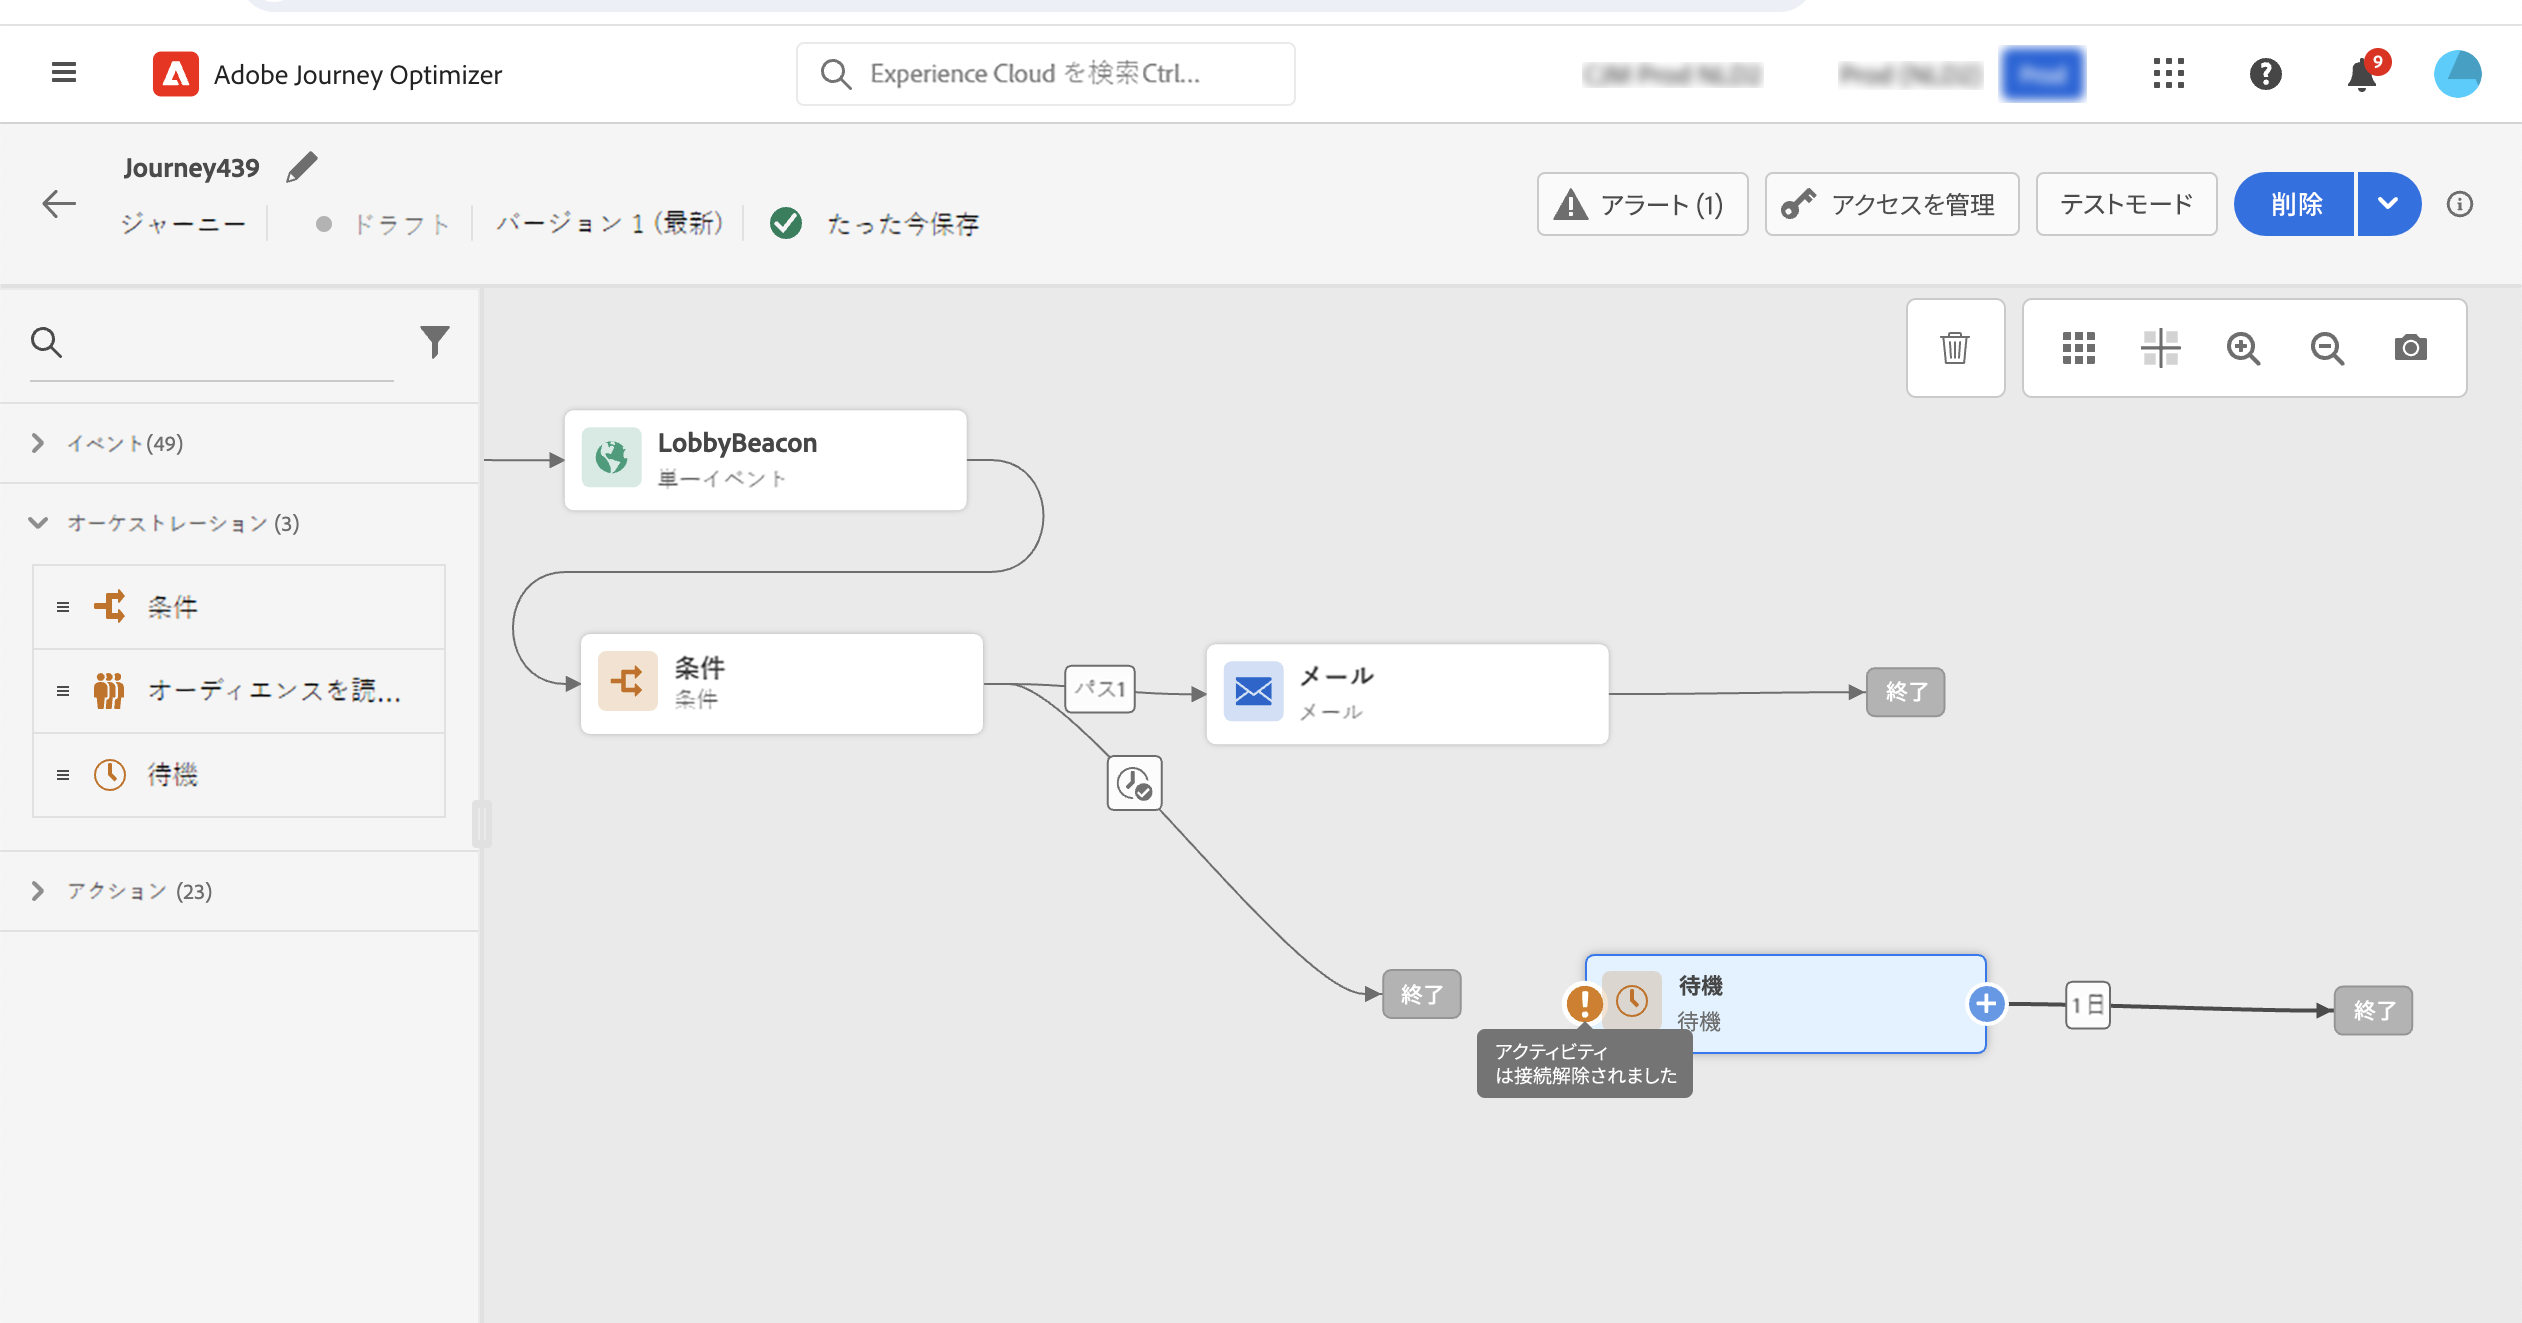 Adobe Journey Optimizer
Experience Cloud を検索Ctrl...
9
Journey439
ジャーニー
ドラフト
バージョン 1 (最新)
たった今保存
アラート (1)
アクセスを管理
テストモード
削除
イベント(49)
オーケストレーション (3)
条件
オーディエンスを読...
待機
アクション (23)
LobbyBeacon
単一イベント
条件
条件
パス1
メール
メール
終了
終了
待機
待機
1 日
終了
アクティビティ
は接続解除されました